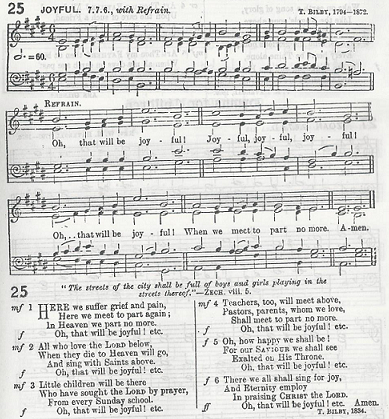 25 JOYFUL. 7.7.6., with Refrain. T. BILBY, 1794—1872.
= 60.
REFRAIN.
Oh, that will be joy - ful! Joy - ful, joy - ful, joy - ful!
Oh, . . that will be joy - ful! When we meet to part no more. A-men.
25
"The streets of the city shall be full of boys and girls playing in the
streets thereof."—ZECH. viii. 5.
mf 1 HERE we suffer grief and pain,
Here we meet to part again;
In Heaven we part no more.
f Oh, that will be joyful! etc.
mf 2 All who love the LORD below,
When they die to Heaven will go,
And sing with Saints above.
f Oh, that will be joyful! etc.
mf 3 Little children will be there
Who have sought the LORD by prayer,
From every Sunday school.
f Oh, that will be joyful! etc.
mf 4 Teachers, too, will meet above,
Pastors, parents, whom we love,
Shall meet to part no more.
f Oh, that will be joyful! etc.
f 5 Oh, how happy we shall be!
For our SAVIOUR we shall see
Exalted on His Throne.
Oh, that will be joyful! etc.
f 6 There we all shall sing for joy,
And Eternity employ
In praising CHRIST the LORD.
ff Oh, that will be joyful! etc. Amen.
T. BILBY, 1834.